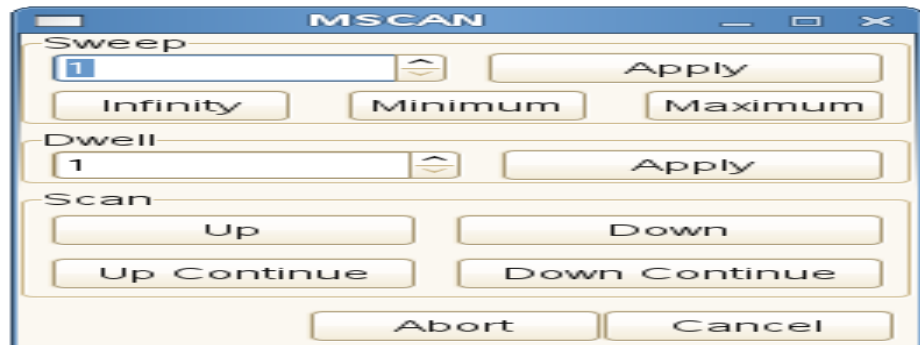 MSCAN
Sweep
1 Apply
Infinity Minimum Maximum
Dwell
1 Apply
Scan
Up Down
Up Continue Down Continue
Abort Cancel